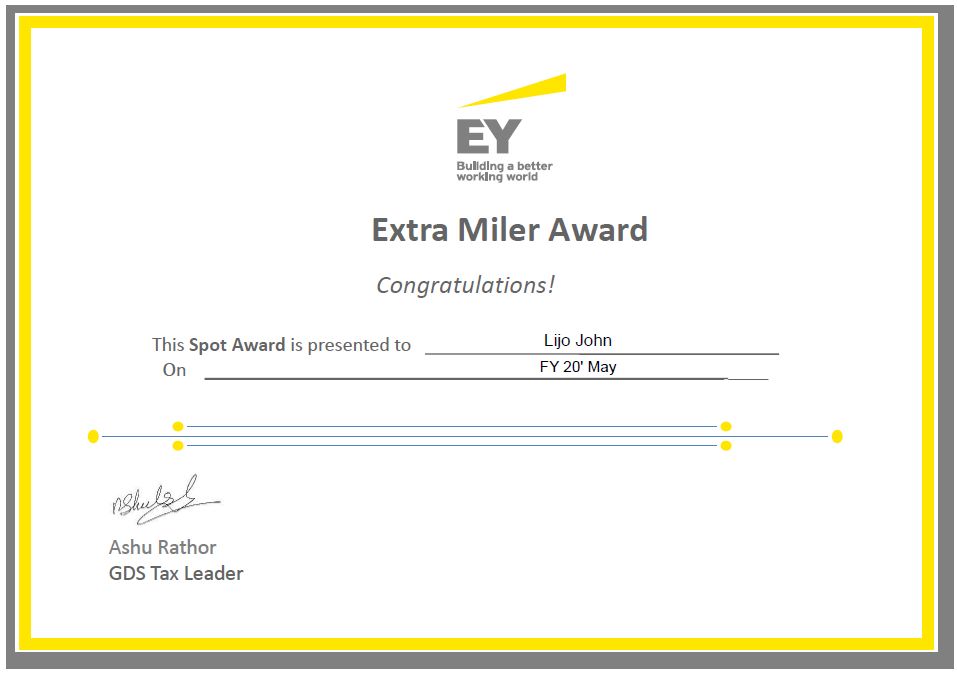 EY
Building a better
working world
Extra Miler Award
Congratulations!
This Spot Award is presented to Lijo John
On FY 20' May
Ashu Rathor
GDS Tax Leader